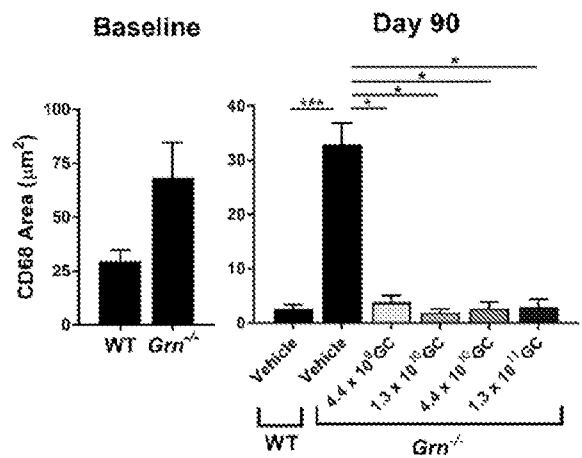 Baseline
Day 90
CD68 Area (µm²)
100
75
50
25
0
WT
Grn⁻/⁻
40
30
20
10
0
***
*
*
*
*
Vehicle
Vehicle
4.4 x 10⁹ GC
1.3 x 10¹⁰ GC
4.4 x 10¹⁰ GC
1.3 x 10¹¹ GC
WT
Grn⁻/⁻